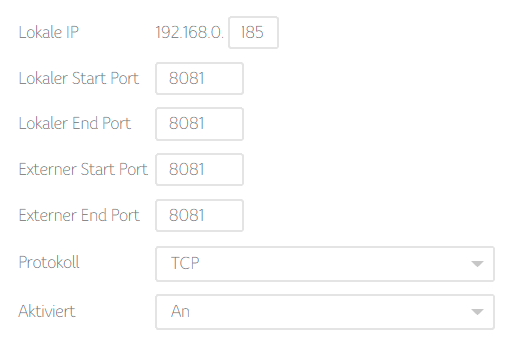 Lokale IP 192.168.0. 185
Lokaler Start Port 8081
Lokaler End Port 8081
Externer Start Port 8081
Externer End Port 8081
Protokoll TCP
Aktiviert An